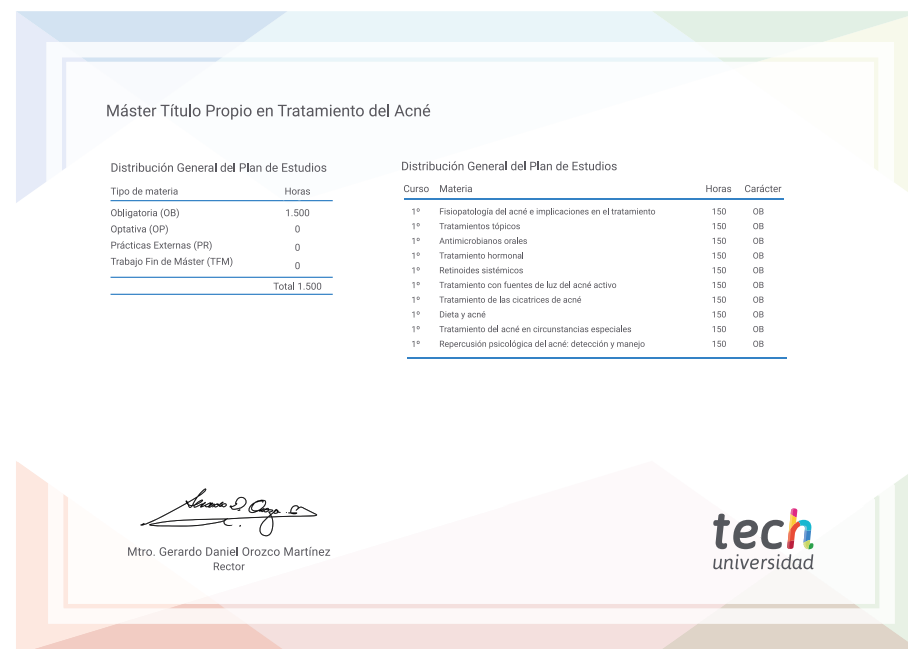 Máster Título Propio en Tratamiento del Acné
Distribución General del Plan de Estudios
Tipo de materia Horas
Obligatoria (OB) 1.500
Optativa (OP) 0
Prácticas Externas (PR) 0
Trabajo Fin de Máster (TFM) 0
Total 1.500
Distribución General del Plan de Estudios
Curso Materia Horas Carácter
1º Fisiopatología del acné e implicaciones en el tratamiento 150 OB
1º Tratamientos tópicos 150 OB
1º Antimicrobianos orales 150 OB
1º Tratamiento hormonal 150 OB
1º Retinoides sistémicos 150 OB
1º Tratamiento con fuentes de luz del acné activo 150 OB
1º Tratamiento de las cicatrices de acné 150 OB
1º Dieta y acné 150 OB
1º Tratamiento del acné en circunstancias especiales 150 OB
1º Repercusión psicológica del acné: detección y manejo 150 OB
Mtro. Gerardo Daniel Orozco Martínez
Rector
tech
universidad